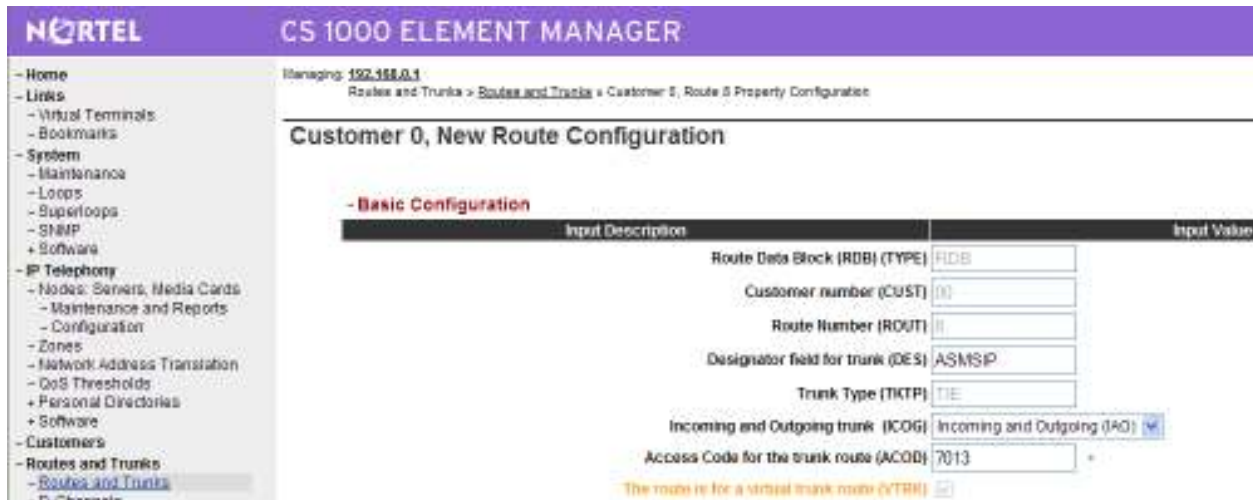 NORTEL
CS 1000 ELEMENT MANAGER
- Home
- Links
- Virtual Terminals
- Bookmarks
- System
- Maintenance
- Loops
- Superloops
- SNMP
+ Software
- IP Telephony
- Nodes: Servers, Media Cards
- Maintenance and Reports
- Configuration
- Zones
- Network Address Translation
- QoS Thresholds
+ Personal Directories
+ Software
- Customers
- Routes and Trunks
- Routes and Trunks
- D-Channels
Managing: 192.168.0.1
Routes and Trunks » Routes and Trunks » Customer 0, Route Property Configuration
Customer 0, New Route Configuration
- Basic Configuration
Input Description
Input Value
Route Data Block (RDB) (TYPE) RDB
Customer number (CUST) 00
Route Number (ROUT)
Designator field for trunk (DES) ASMSIP
Trunk Type (TKTP) TIE
Incoming and Outgoing trunk (ICOG) Incoming and Outgoing (IAO)
Access Code for the trunk route (ACOD) 7013 *
The route is for a virtual trunk route (VTRK)